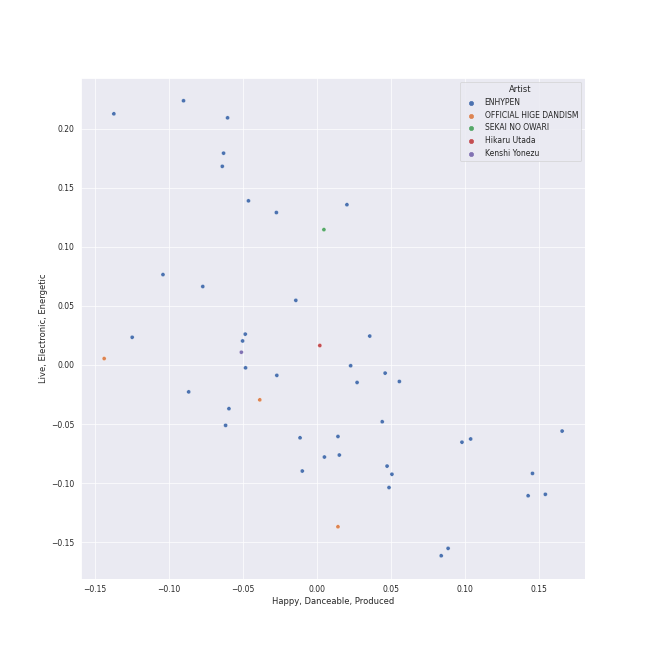 Artist
ENHYPEN
OFFICIAL HIGE DANDISM
SEKAI NO OWARI
Hikaru Utada
Kenshi Yonezu
0.20
0.15
0.10
0.05
0.00
−0.05
−0.10
−0.15
Live, Electronic, Energetic
−0.15
−0.10
−0.05
0.00
0.05
0.10
0.15
Happy, Danceable, Produced